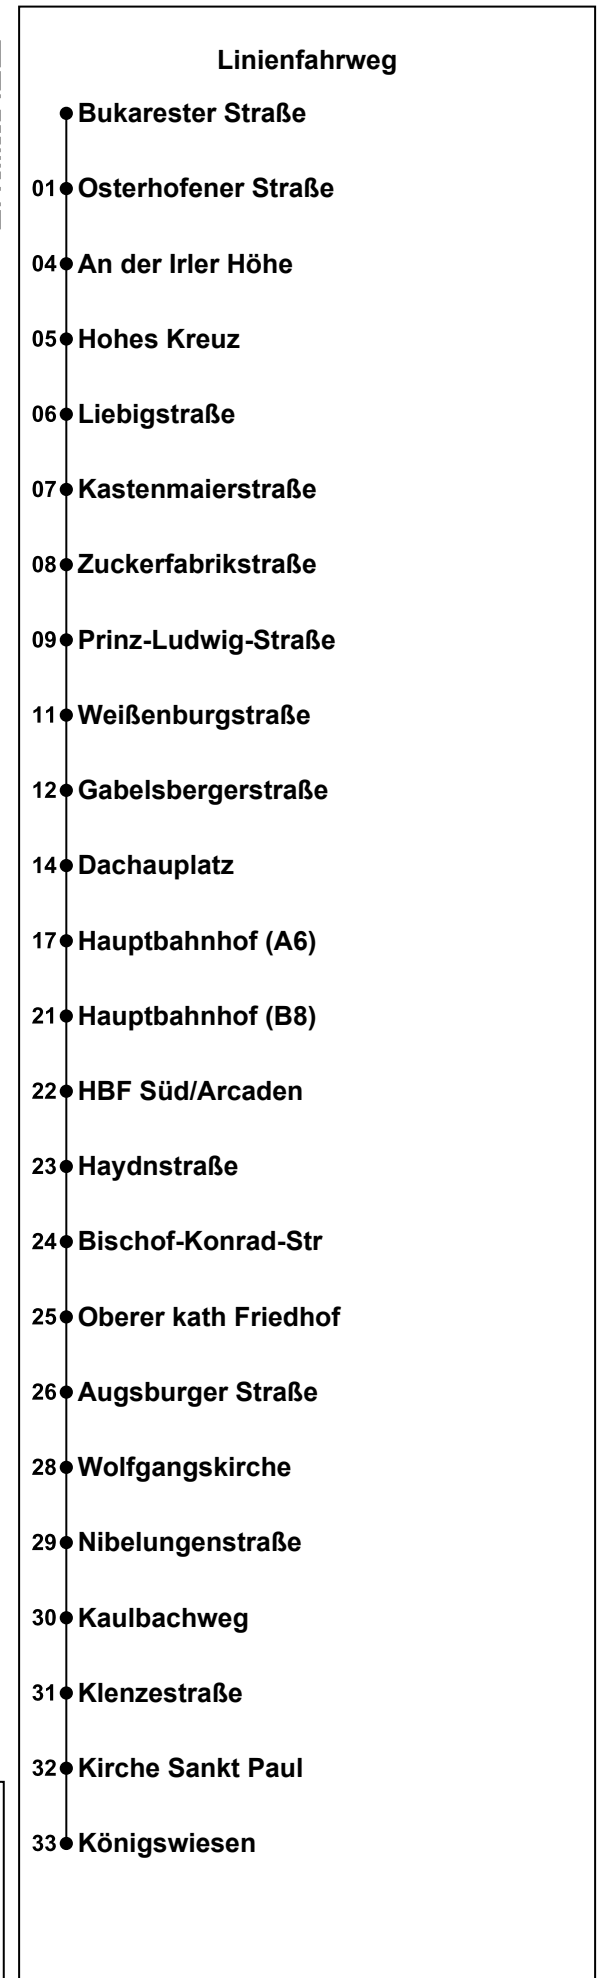 Linienfahrweg
Bukarester Straße
01 Osterhofener Straße
04 An der Irler Höhe
05 Hohes Kreuz
06 Liebigstraße
07 Kastenmaierstraße
08 Zuckerfabrikstraße
09 Prinz-Ludwig-Straße
11 Weißenburgstraße
12 Gabelsbergerstraße
14 Dachauplatz
17 Hauptbahnhof (A6)
21 Hauptbahnhof (B8)
22 HBF Süd/Arcaden
23 Haydnstraße
24 Bischof-Konrad-Str
25 Oberer kath Friedhof
26 Augsburger Straße
28 Wolfgangskirche
29 Nibelungenstraße
30 Kaulbachweg
31 Klenzestraße
32 Kirche Sankt Paul
33 Königswiesen